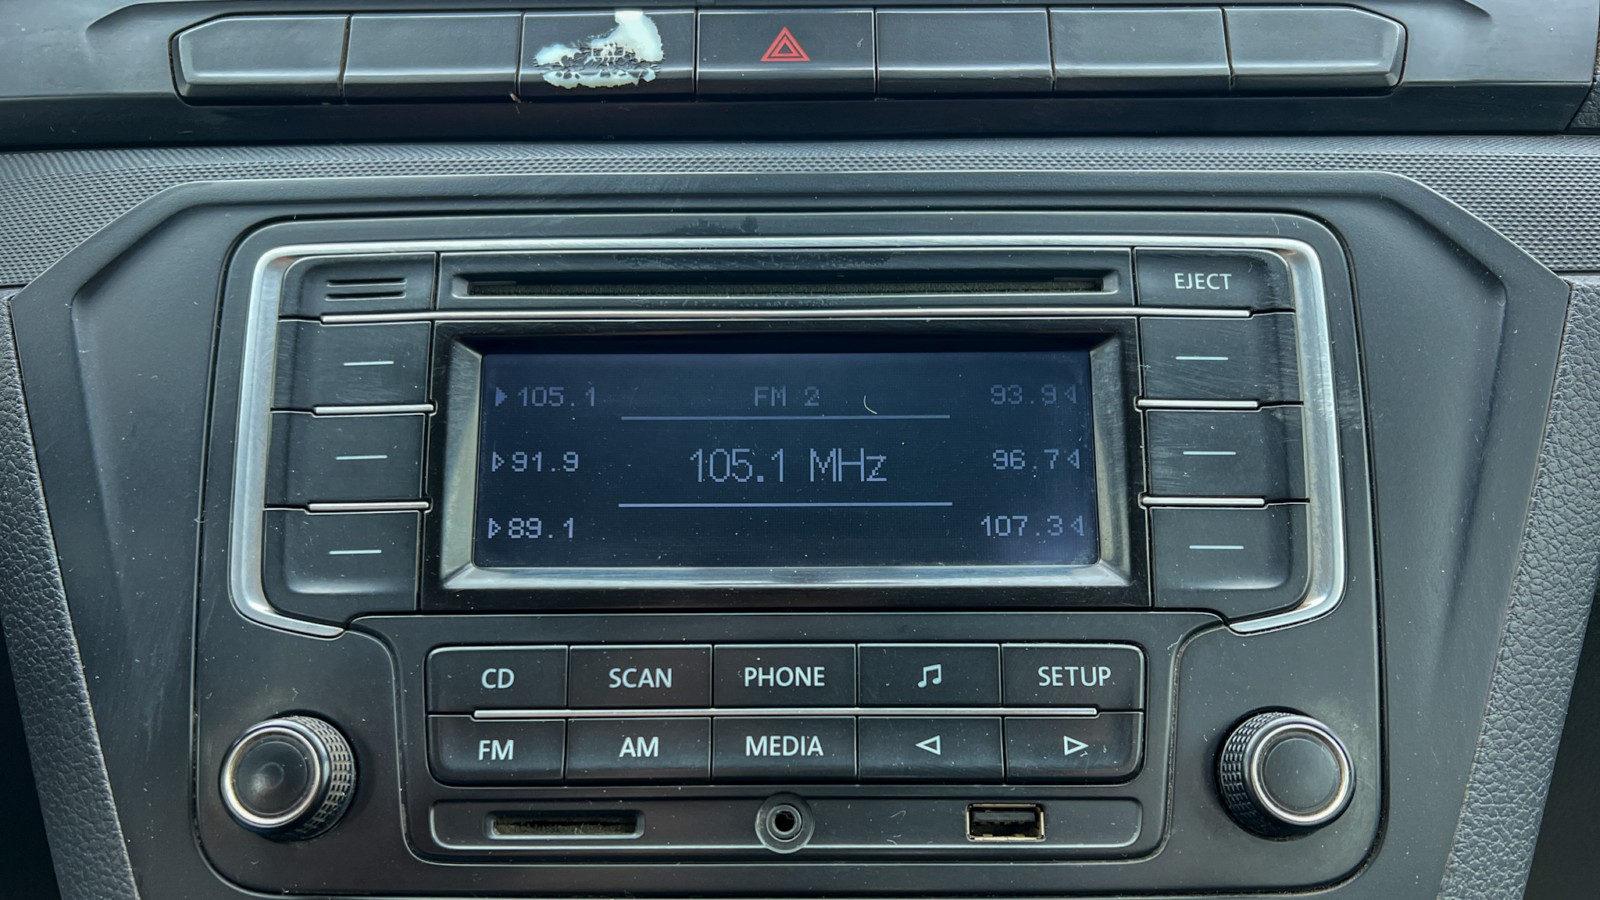 EJECT
105.1 FM 2 93.9
91.9 105.1 MHz 96.7
89.1 107.3
CD SCAN PHONE SETUP
FM AM MEDIA